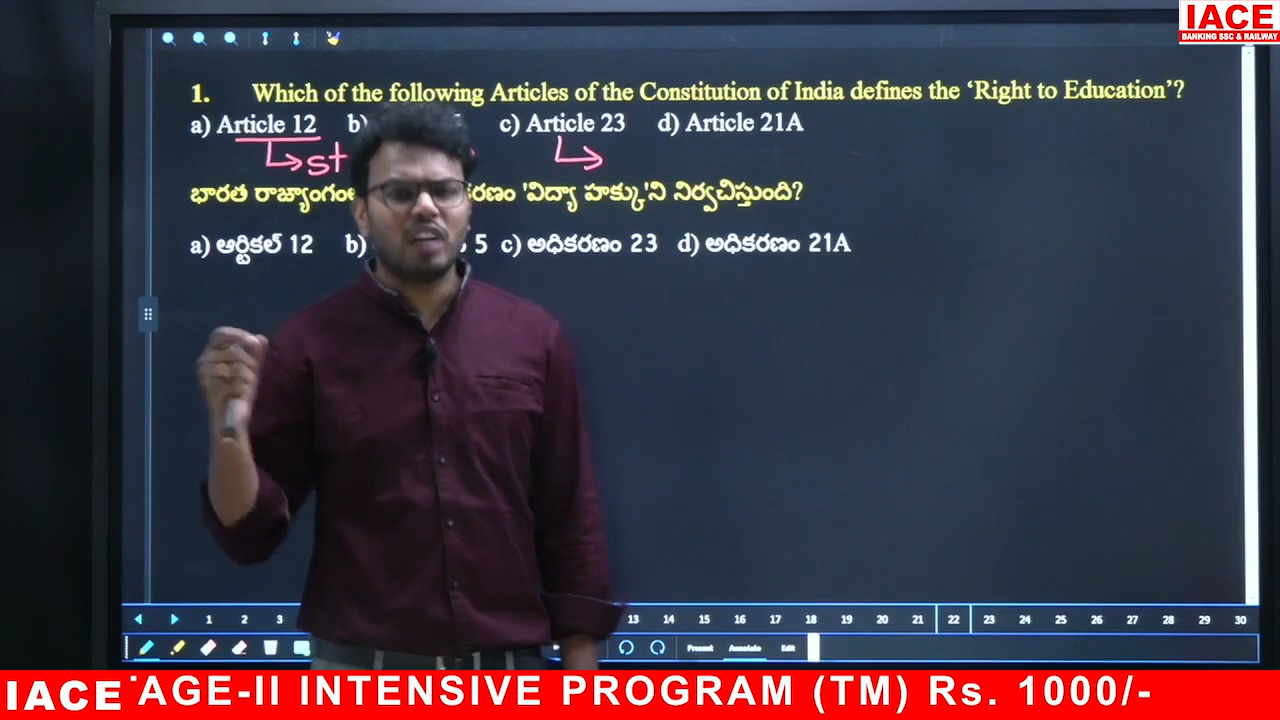 IACE
BANKING SSC & RAILWAY
1. Which of the following Articles of the Constitution of India defines the ‘Right to Education’?
a) Article 12 b) c) Article 23 d) Article 21A
st
భారత రాజ్యాంగం 'విద్యా హక్కు'ని నిర్వచిస్తుంది?
a) ఆర్టికల్ 12 b) 5 c) అధికరణం 23 d) అధికరణం 21A
1 2 3 13 14 15 16 17 18 19 20 21 22 23 24 25 26 27 28 29 30
Present Annotate Edit
IACE AGE-II INTENSIVE PROGRAM (TM) Rs. 1000/-